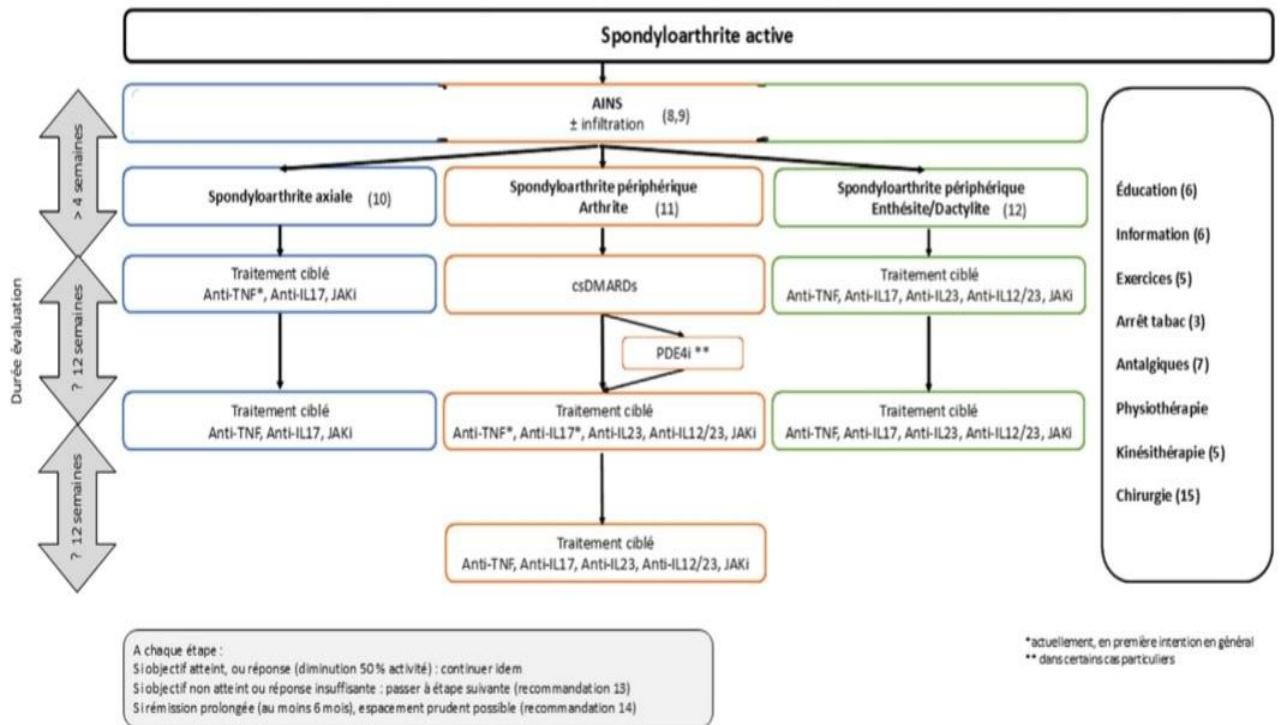 Spondyloarthrite active
AINS
± infiltration (8,9)
Spondyloarthrite axiale (10)
Spondyloarthrite périphérique
Arthrite (11)
Spondyloarthrite périphérique
Enthésite/Dactylite (12)
Traitement ciblé
Anti-TNF*, Anti-IL17, JAKi
csDMARDs
Traitement ciblé
Anti-TNF, Anti-IL17, Anti-IL23, Anti-IL12/23, JAKi
PDE4i **
Traitement ciblé
Anti-TNF, Anti-IL17, JAKi
Traitement ciblé
Anti-TNF*, Anti-IL17*, Anti-IL23, Anti-IL12/23, JAKi
Traitement ciblé
Anti-TNF, Anti-IL17, Anti-IL23, Anti-IL12/23, JAKi
Traitement ciblé
Anti-TNF, Anti-IL17, Anti-IL23, Anti-IL12/23, JAKi
Durée évaluation
> 4 semaines
? 12 semaines
? 12 semaines
Éducation (6)
Information (6)
Exercices (5)
Arrêt tabac (3)
Antalgiques (7)
Physiothérapie
Kinésithérapie (5)
Chirurgie (15)
A chaque étape :
Si objectif atteint, ou réponse (diminution 50% activité) : continuer idem
Si objectif non atteint ou réponse insuffisante : passer à étape suivante (recommandation 13)
Si rémission prolongée (au moins 6 mois), espacement prudent possible (recommandation 14)
*actuellement, en première intention en général
** dans certains cas particuliers